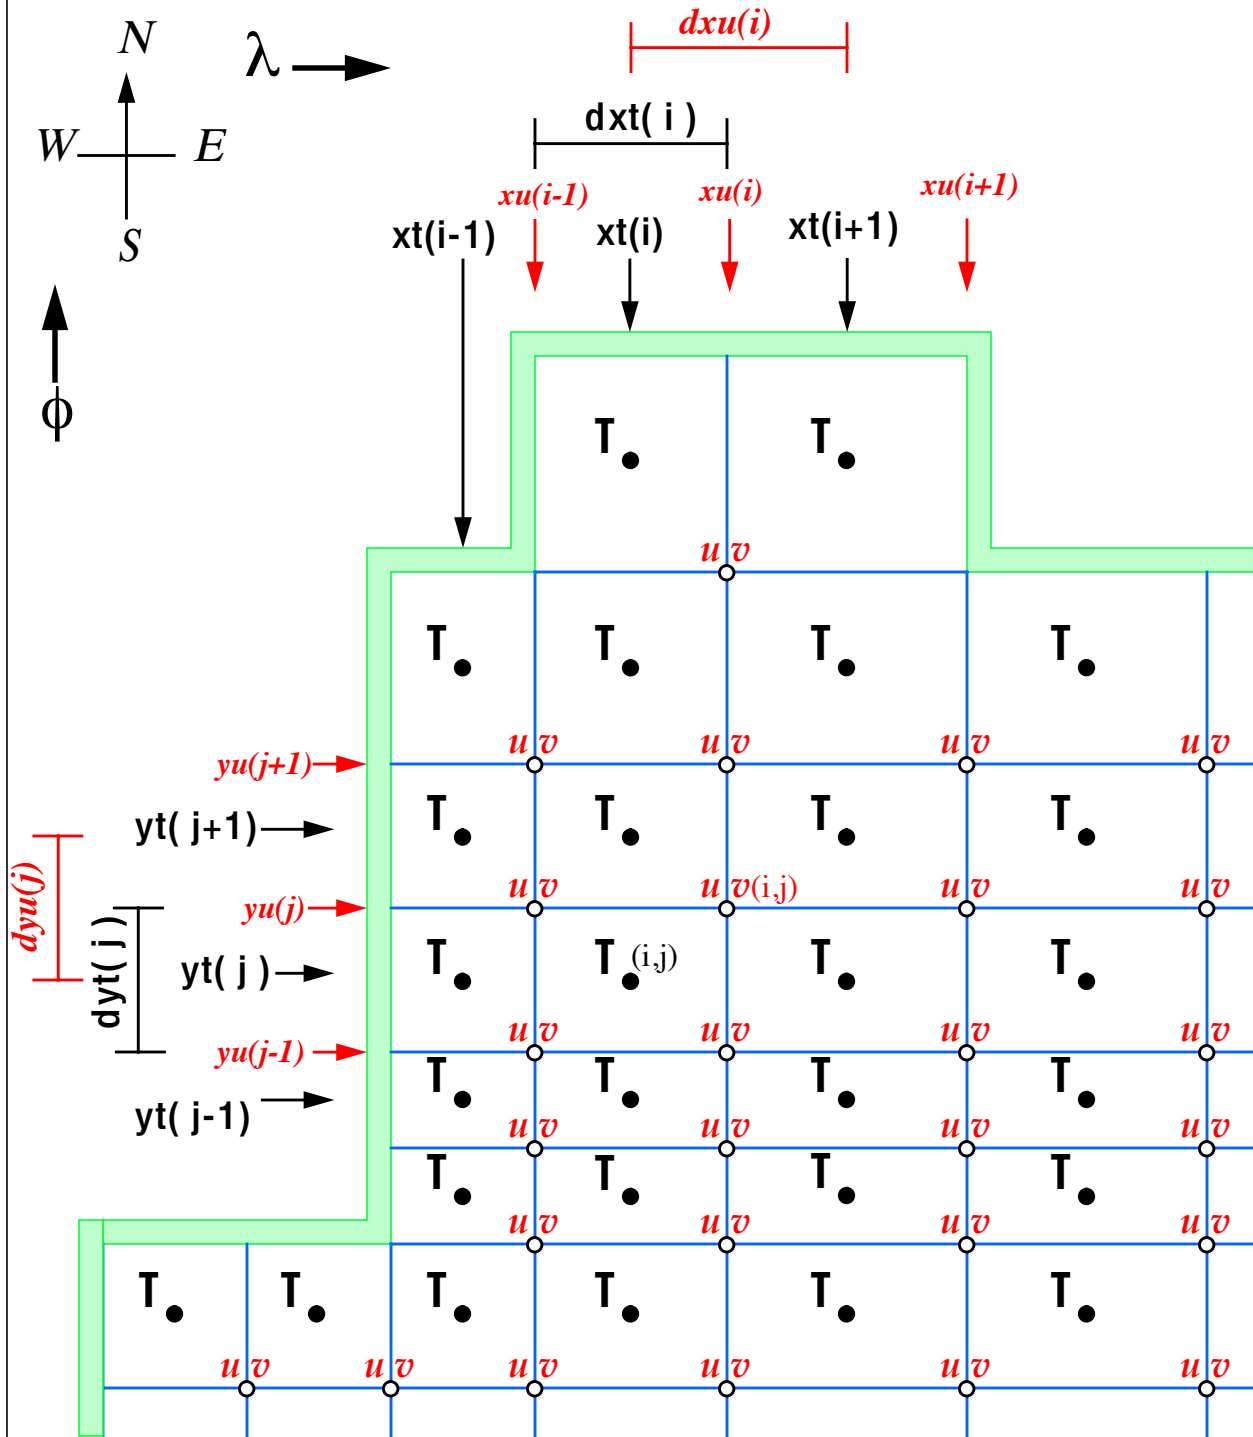 dxu(i)
N
λ
dxt( i )
W E
xu(i-1) xu(i) xu(i+1)
S
xt(i-1) xt(i) xt(i+1)
ϕ
T T
u v
T T T T
u v u v u v u v
yu(j+1)
yt( j+1) T T T T
dyu(j)
u v u v(i,j) u v u v
yu(j)
dyt( j )
yt( j ) T T (i,j) T T
u v u v u v u v
yu(j-1)
T T T T
yt( j-1)
u v u v u v u v
T T T T
u v u v u v u v
T T T T T T
u v u v u v u v u v u v